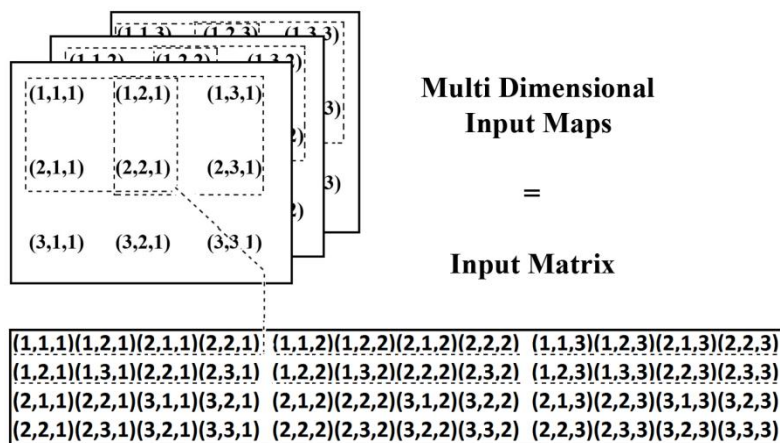 (1,1,3) (1,2,3) (1,3,3)
(1,1,2) (1,2,2) (1,3,2)
(1,1,1) (1,2,1) (1,3,1)
Multi Dimensional
Input Maps
(2,1,1) (2,2,1) (2,3,1)
=
(3,1,1) (3,2,1) (3,3,1)
Input Matrix
(1,1,1)(1,2,1)(2,1,1)(2,2,1) (1,1,2)(1,2,2)(2,1,2)(2,2,2) (1,1,3)(1,2,3)(2,1,3)(2,2,3)
(1,2,1)(1,3,1)(2,2,1)(2,3,1) (1,2,2)(1,3,2)(2,2,2)(2,3,2) (1,2,3)(1,3,3)(2,2,3)(2,3,3)
(2,1,1)(2,2,1)(3,1,1)(3,2,1) (2,1,2)(2,2,2)(3,1,2)(3,2,2) (2,1,3)(2,2,3)(3,1,3)(3,2,3)
(2,2,1)(2,3,1)(3,2,1)(3,3,1) (2,2,2)(2,3,2)(3,2,2)(3,3,2) (2,2,3)(2,3,3)(3,2,3)(3,3,3)